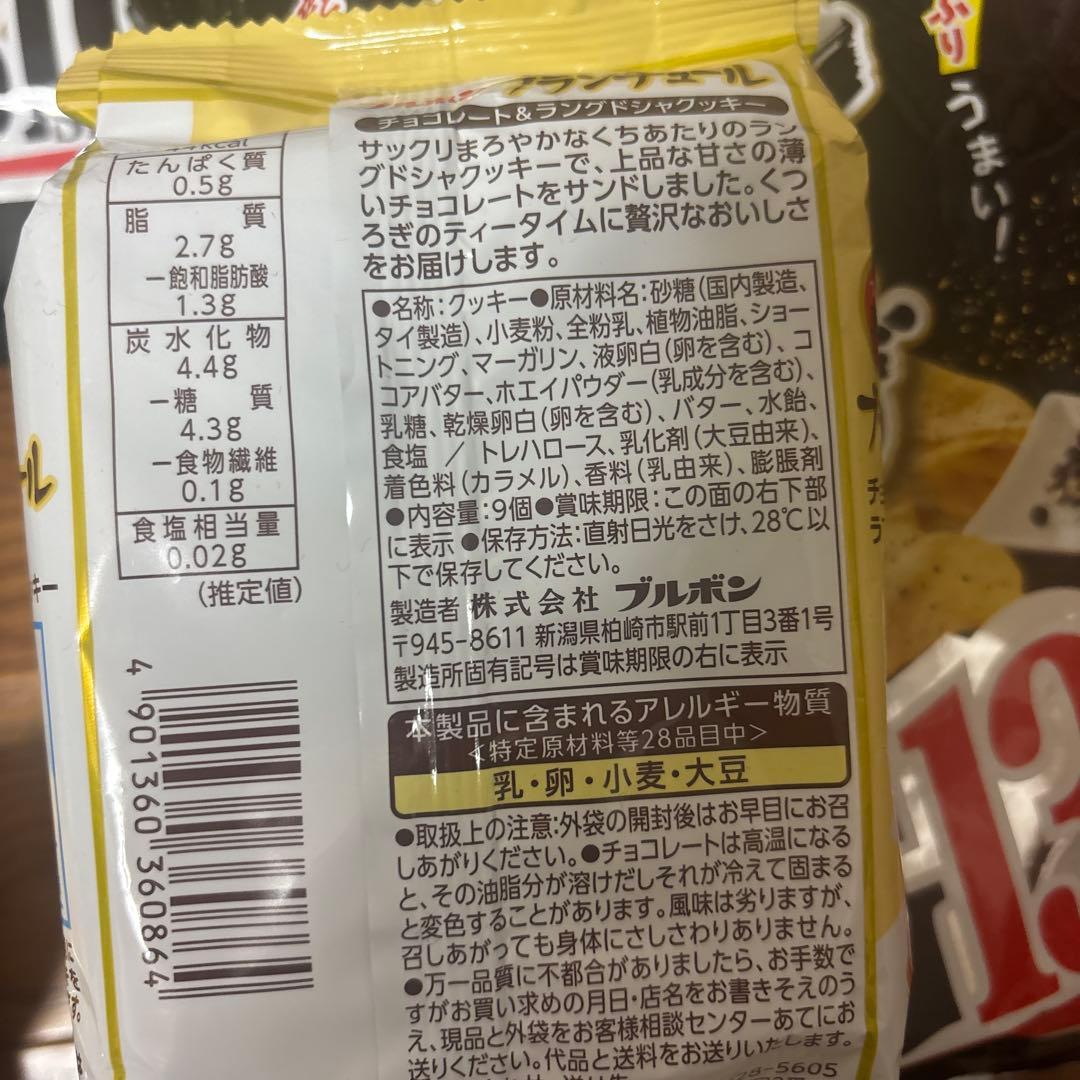 ブランチュール
チョコレート&ラングドシャクッキー
サックリまろやかなくちあたりのラン
グドシャクッキーで、上品な甘さの薄
いチョコレートをサンドしました。くつ
ろぎのティータイムに贅沢なおいしさ
をお届けします。
kcal
たんぱく質
0.5g
脂 質
2.7g
−飽和脂肪酸
1.3g
炭水化物
4.4g
−糖 質
4.3g
−食物繊維
0.1g
食塩相当量
0.02g
(推定値)
●名称:クッキー●原材料名:砂糖(国内製造、
タイ製造)、小麦粉、全粉乳、植物油脂、ショー
トニング、マーガリン、液卵白(卵を含む)、コ
コアバター、ホエイパウダー(乳成分を含む)、
乳糖、乾燥卵白(卵を含む)、バター、水飴、
食塩 / トレハロース、乳化剤(大豆由来)、
着色料(カラメル)、香料(乳由来)、膨脹剤
●内容量:9個●賞味期限:この面の右下部
に表示 ●保存方法:直射日光をさけ、28℃以
下で保存してください。
製造者 株式会社 ブルボン
〒945-8611 新潟県柏崎市駅前1丁目3番1号
製造所固有記号は賞味期限の右に表示
本製品に含まれるアレルギー物質
<特定原材料等28品目中>
乳・卵・小麦・大豆
●取扱上の注意:外袋の開封後はお早目にお召
しあがりください。●チョコレートは高温になる
と、その油脂分が溶けだしそれが冷えて固まる
と変色することがあります。風味は劣りますが、
召しあがっても身体にさしさわりありません。
●万一品質に不都合がありましたら、お手数で
すがお買い求めの月日・店名をお書きそえのう
え、現品と外袋をお客様相談センターあてにお
送りください。代品と送料をお送りいたします。
-5605
4 901360 360864
うまい!
13